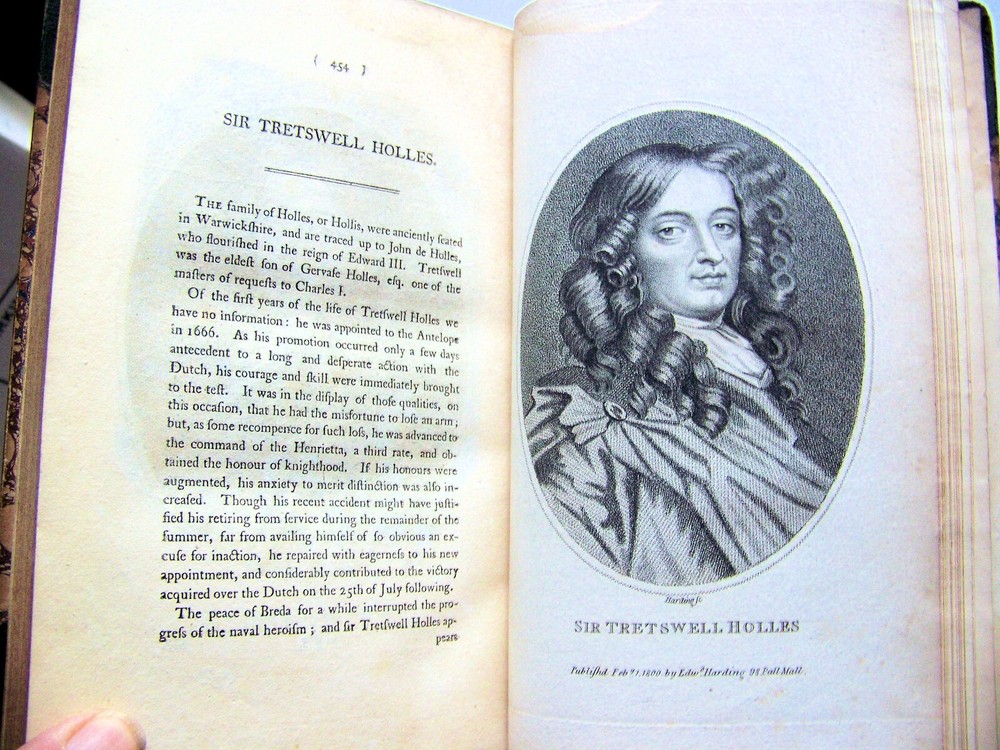 ( 454 )
SIR TRETSWELL HOLLES.
THE family of Holles, or Hollis, were anciently ſeated
in Warwickſhire, and are traced up to John de Holles,
who flouriſhed in the reign of Edward III. Tretſwell
was the eldeſt ſon of Gervaſe Holles, eſq. one of the
maſters of requeſts to Charles I.
Of the firſt years of the life of Tretſwell Holles we
have no information: he was appointed to the Antelope
in 1666. As his promotion occurred only a few days
antecedent to a long and deſperate action with the
Dutch, his courage and ſkill were immediately brought
to the teſt. It was in the diſplay of thoſe qualities, on
this occaſion, that he had the misfortune to loſe an arm;
but, as ſome recompence for ſuch loſs, he was advanced to
the command of the Henrietta, a third rate, and ob-
tained the honour of knighthood. If his honours were
augmented, his anxiety to merit diſtinction was alſo in-
creaſed. Though his recent accident might have juſti-
fied his retiring from ſervice during the remainder of the
ſummer, far from availing himſelf of ſo obvious an ex-
cuſe for inaction, he repaired with eagerneſs to his new
appointment, and conſiderably contributed to the victory
acquired over the Dutch on the 25th of July following.
The peace of Breda for a while interrupted the pro-
greſs of the naval heroiſm; and ſir Tretſwell Holles ap-
pears
Harding ſc
SIR TRETSWELL HOLLES
Publiſhd Feby 1, 1800. by Edwd Harding 98 Pall Mall.